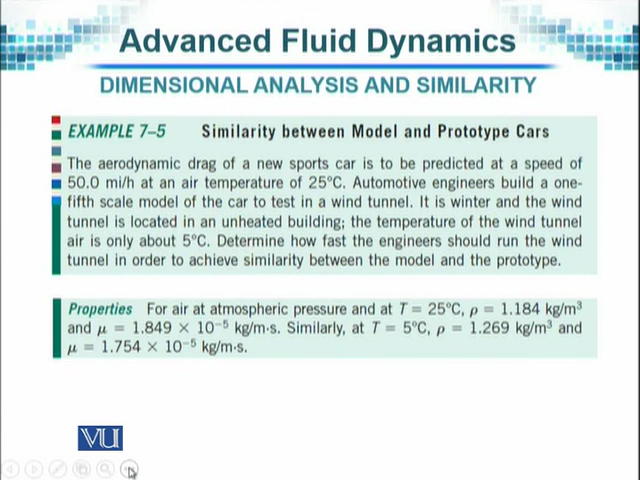 Advanced Fluid Dynamics
DIMENSIONAL ANALYSIS AND SIMILARITY
EXAMPLE 7–5 Similarity between Model and Prototype Cars
The aerodynamic drag of a new sports car is to be predicted at a speed of
50.0 mi/h at an air temperature of 25°C. Automotive engineers build a one-
fifth scale model of the car to test in a wind tunnel. It is winter and the wind
tunnel is located in an unheated building; the temperature of the wind tunnel
air is only about 5°C. Determine how fast the engineers should run the wind
tunnel in order to achieve similarity between the model and the prototype.
Properties For air at atmospheric pressure and at T = 25°C, ρ = 1.184 kg/m³
and μ = 1.849 × 10⁻⁵ kg/m·s. Similarly, at T = 5°C, ρ = 1.269 kg/m³ and
μ = 1.754 × 10⁻⁵ kg/m·s.
VU